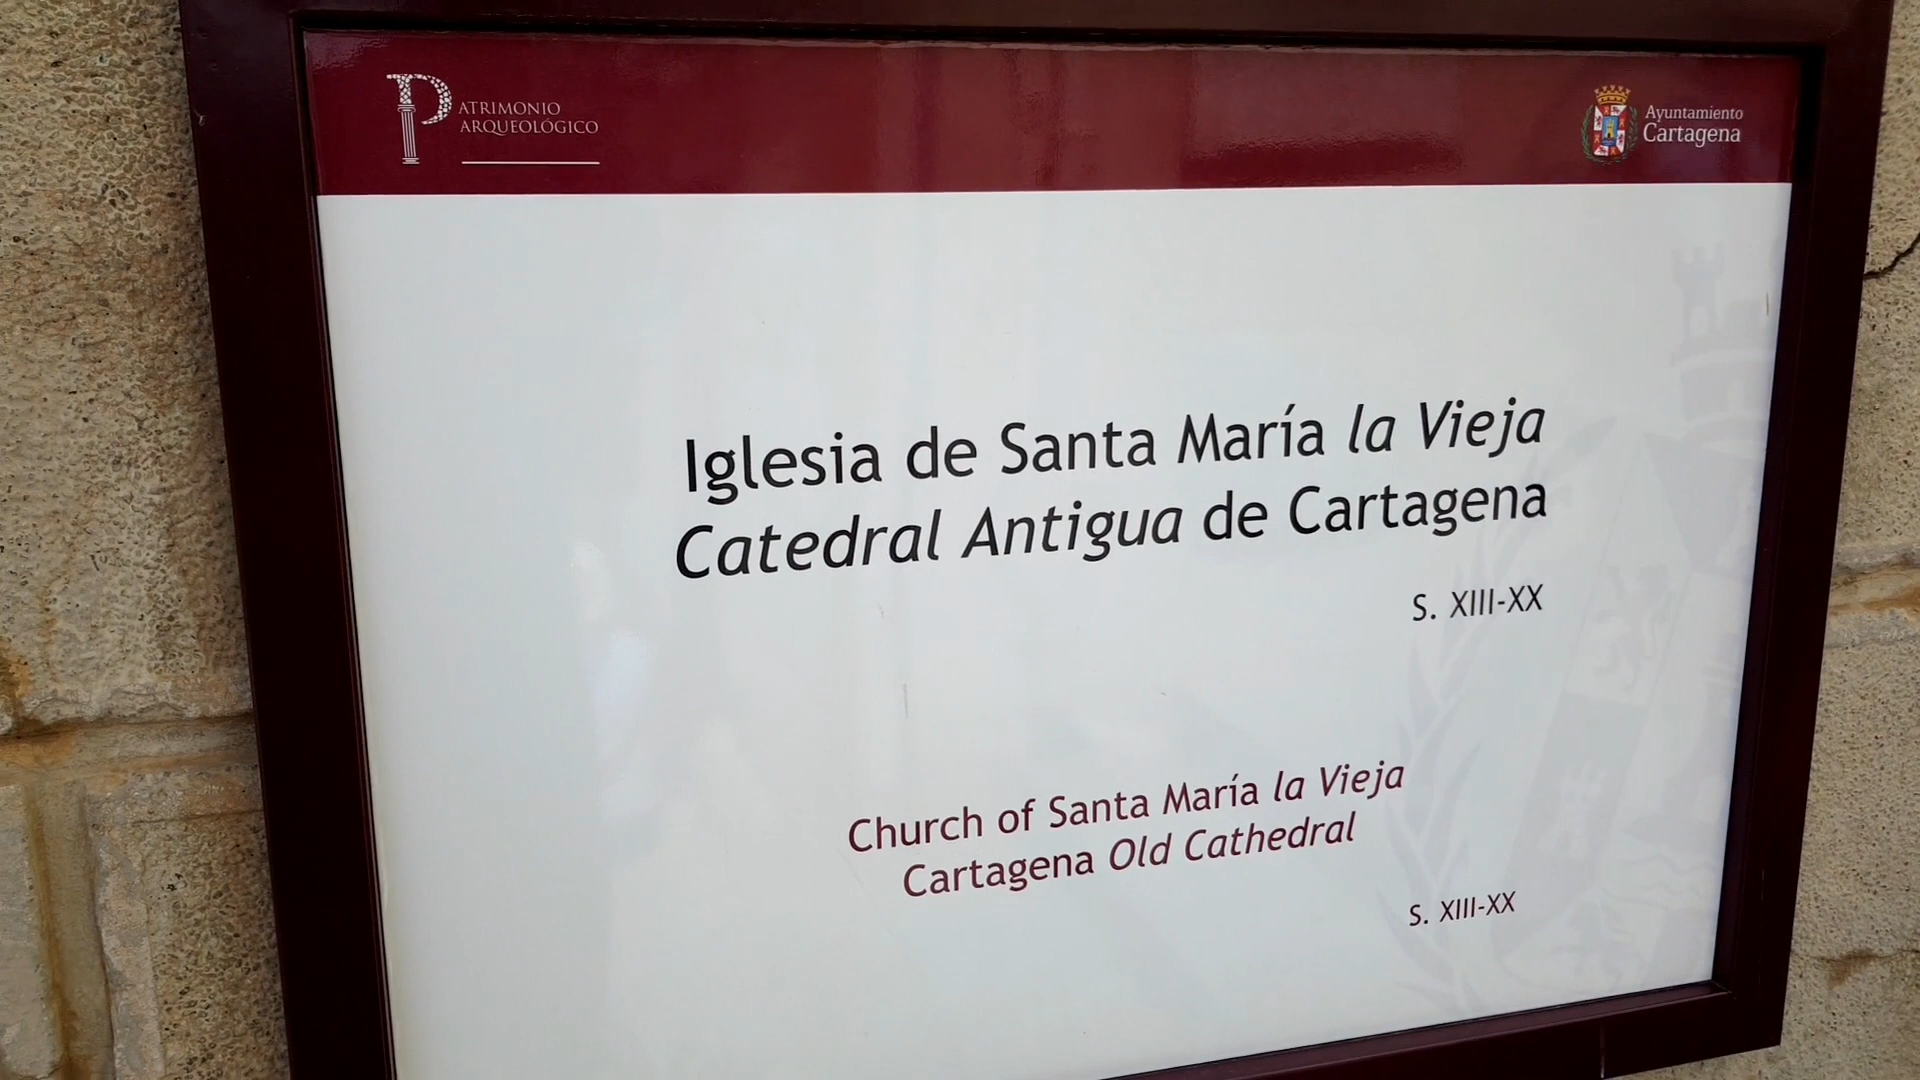 PATRIMONIO
ARQUEOLÓGICO
Ayuntamiento
Cartagena
Iglesia de Santa María la Vieja
Catedral Antigua de Cartagena
S. XIII-XX
Church of Santa María la Vieja
Cartagena Old Cathedral
S. XIII-XX